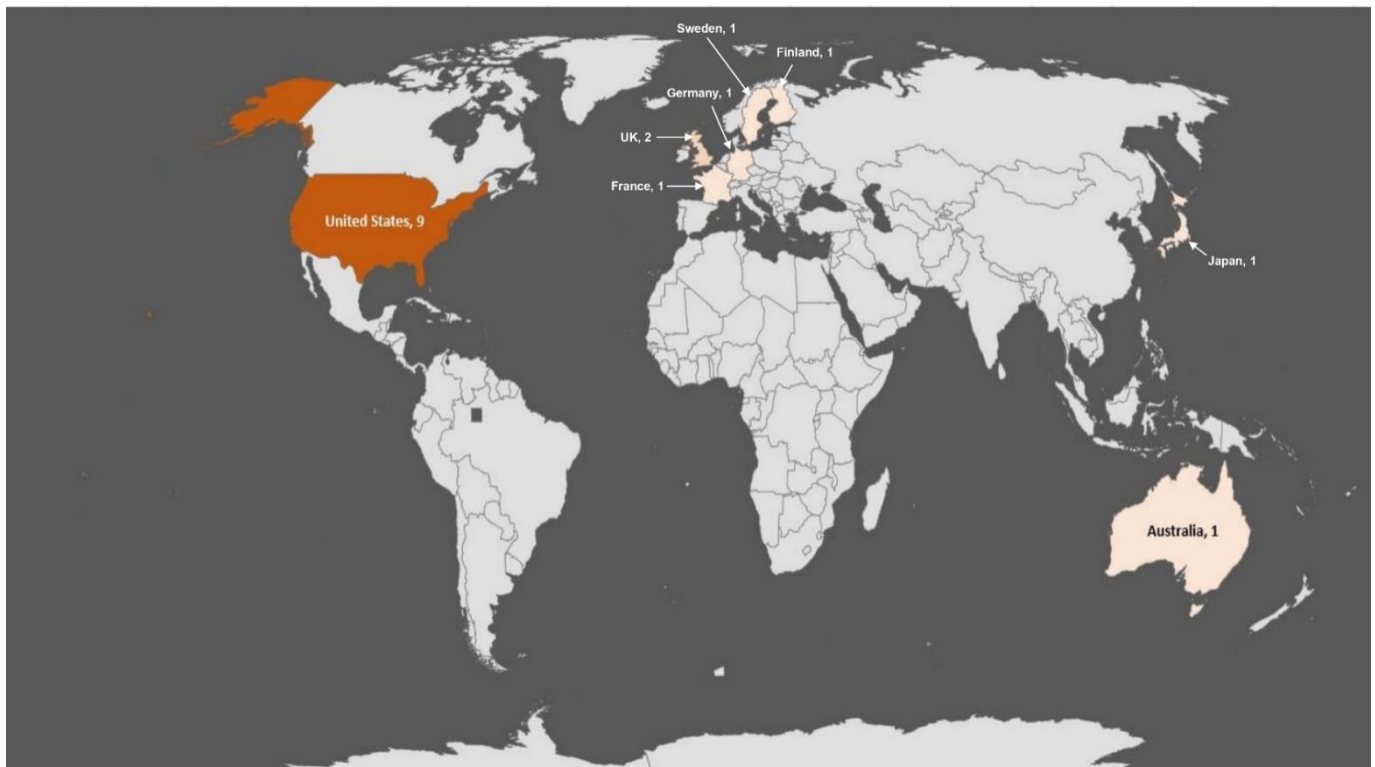 Sweden, 1
Finland, 1
Germany, 1
UK, 2
France, 1
United States, 9
Japan, 1
Australia, 1